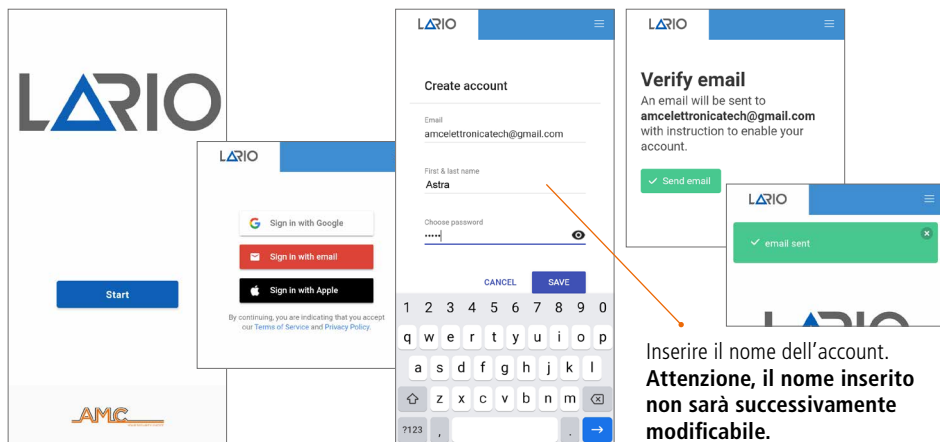 LARIO
Start
AMC
LARIO
Sign in with Google
Sign in with email
Sign in with Apple
By continuing, you are indicating that you accept
our Terms of Service and Privacy Policy.
LARIO
Create account
Email
amcelettronicatech@gmail.com
First & last name
Astra
Choose password
•••••
CANCEL SAVE
1 2 3 4 5 6 7 8 9 0
q w e r t y u i o p
a s d f g h j k l
z x c v b n m
?123 , .
LARIO
Verify email
An email will be sent to
amcelettronicatech@gmail.com
with instruction to enable your
account.
Send email
LARIO
email sent
Inserire il nome dell'account.
Attenzione, il nome inserito
non sarà successivamente
modificabile.